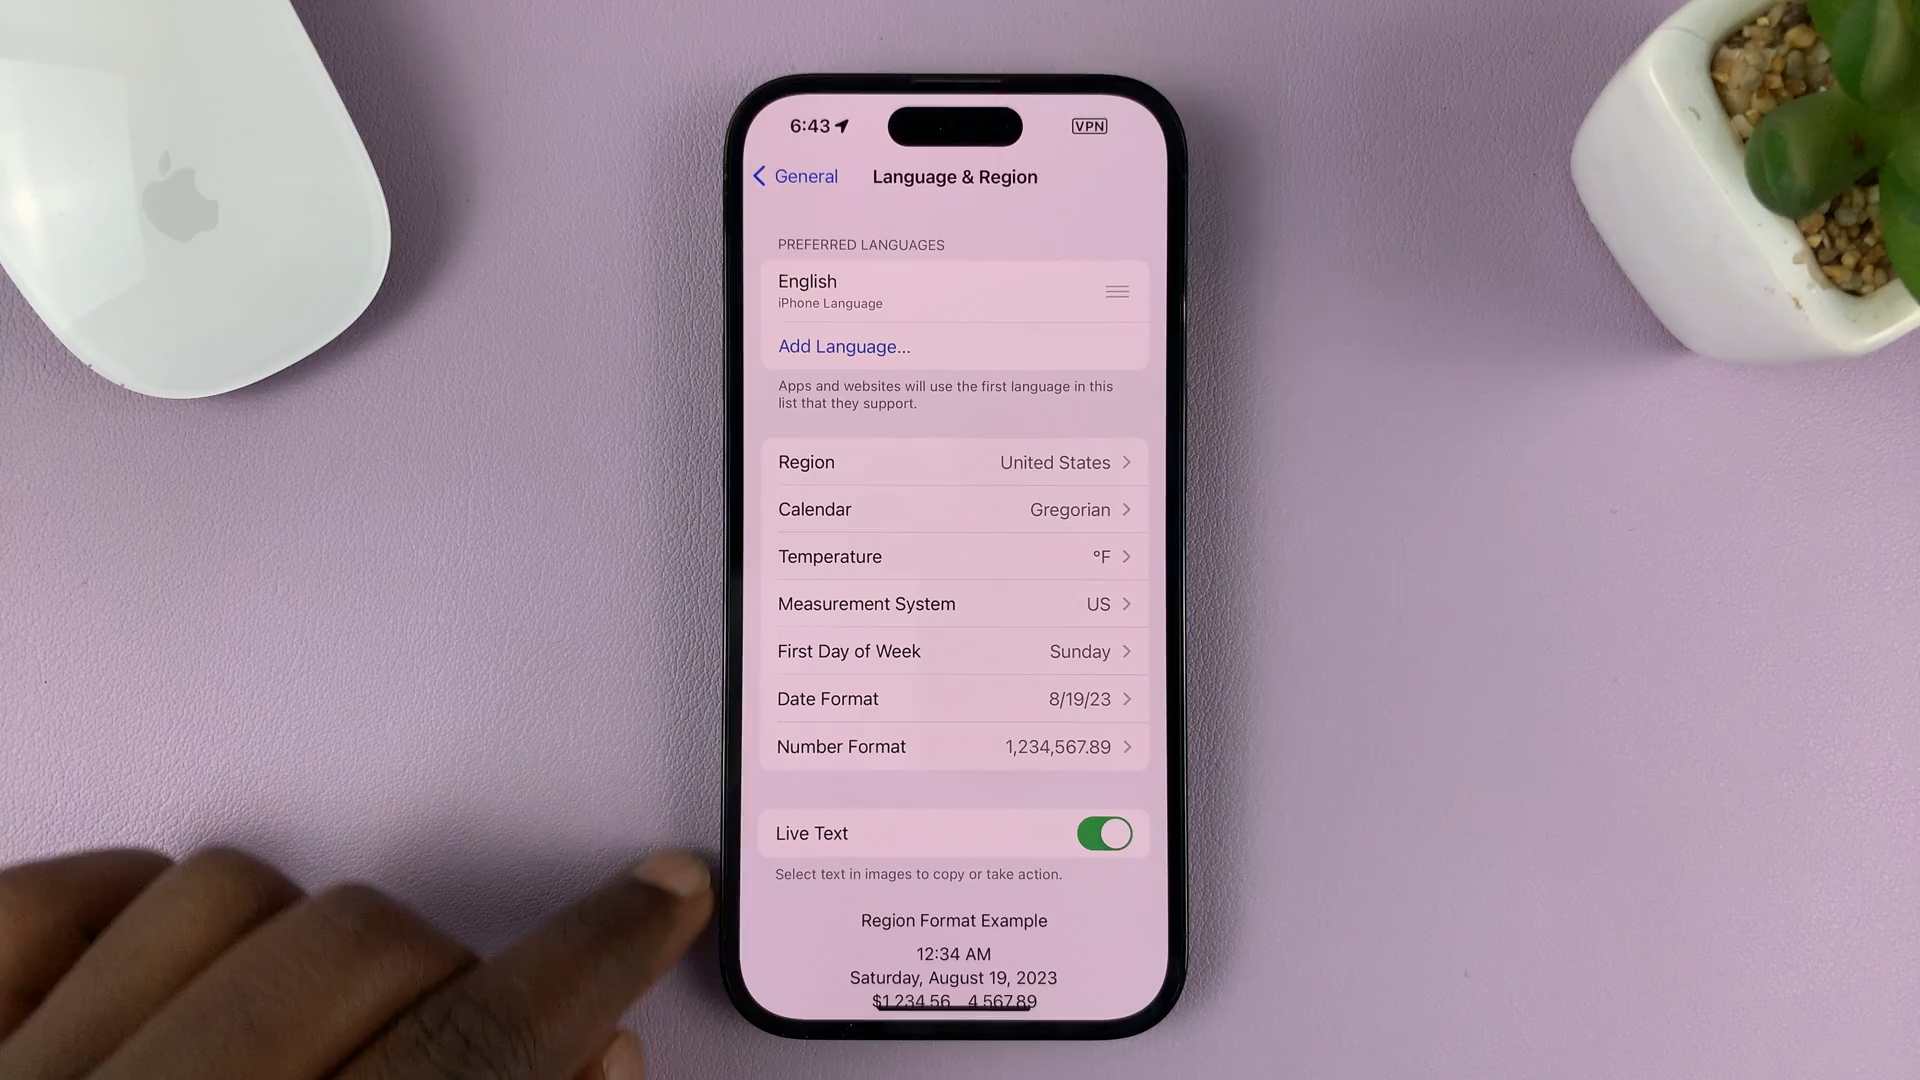 6:43
VPN
General
Language & Region
PREFERRED LANGUAGES
English
iPhone Language
Add Language...
Apps and websites will use the first language in this
list that they support.
Region United States
Calendar Gregorian
Temperature °F
Measurement System US
First Day of Week Sunday
Date Format 8/19/23
Number Format 1,234,567.89
Live Text
Select text in images to copy or take action.
Region Format Example
12:34 AM
Saturday, August 19, 2023
$1,234.56 4,567.89